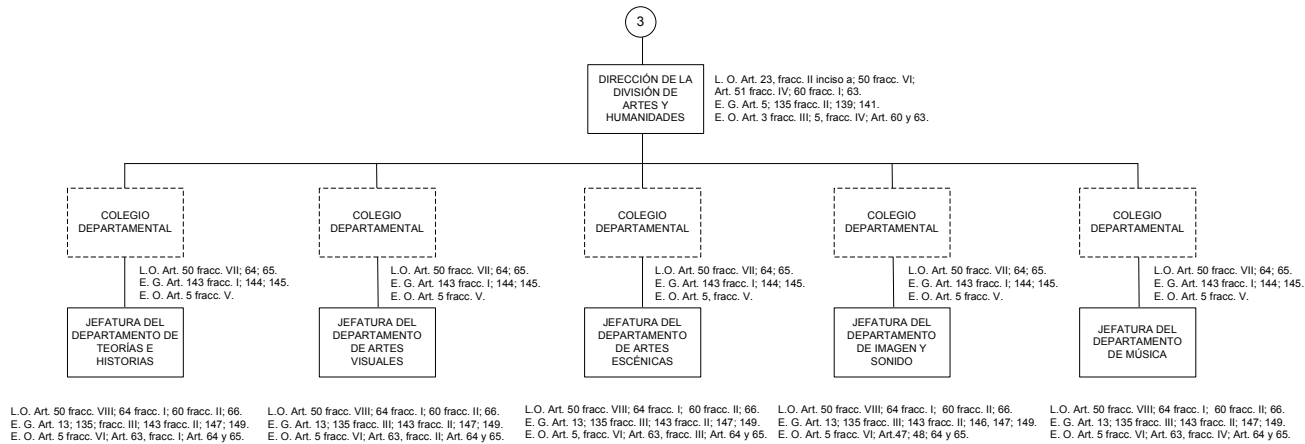 3
DIRECCIÓN DE LA
DIVISIÓN DE
ARTES Y
HUMANIDADES
L. O. Art. 23, fracc. II inciso a; 50 fracc. VI;
Art. 51 fracc. IV; 60 fracc. I; 63.
E. G. Art. 5; 135 fracc. II; 139; 141.
E. O. Art. 3 fracc. III; 5, fracc. IV; Art. 60 y 63.
COLEGIO
DEPARTAMENTAL
L.O. Art. 50 fracc. VII; 64; 65.
E. G. Art. 143 fracc. I; 144; 145.
E. O. Art. 5 fracc. V.
JEFATURA DEL
DEPARTAMENTO DE
TEORÍAS E
HISTORIAS
L.O. Art. 50 fracc. VIII; 64 fracc. I; 60 fracc. II; 66.
E. G. Art. 13; 135; fracc. III; 143 fracc. II; 147; 149.
E. O. Art. 5 fracc. VI; Art. 63, fracc. I; Art. 64 y 65.
COLEGIO
DEPARTAMENTAL
L.O. Art. 50 fracc. VII; 64; 65.
E. G. Art. 143 fracc. I; 144; 145.
E. O. Art. 5 fracc. V.
JEFATURA DEL
DEPARTAMENTO
DE ARTES
VISUALES
L.O. Art. 50 fracc. VIII; 64 fracc. I; 60 fracc. II; 66.
E. G. Art. 13; 135 fracc. III; 143 fracc. II; 147; 149.
E. O. Art. 5 fracc. VI; Art. 63, fracc. II; Art. 64 y 65.
COLEGIO
DEPARTAMENTAL
L.O. Art. 50 fracc. VII; 64; 65.
E. G. Art. 143 fracc. I; 144; 145.
E. O. Art. 5, fracc. V.
JEFATURA DEL
DEPARTAMENTO
DE ARTES
ESCÉNICAS
L.O. Art. 50 fracc. VIII; 64 fracc. I; 60 fracc. II; 66.
E. G. Art. 13; 135 fracc. III; 143 fracc. II; 147; 149.
E. O. Art. 5, fracc. VI; Art. 63, fracc. III; Art. 64 y 65.
COLEGIO
DEPARTAMENTAL
L.O. Art. 50 fracc. VII; 64; 65.
E. G. Art. 143 fracc. I; 144; 145.
E. O. Art. 5 fracc. V.
JEFATURA DEL
DEPARTAMENTO
DE IMAGEN Y
SONIDO
L.O. Art. 50 fracc. VIII; 64 fracc. I; 60 fracc. II; 66.
E. G. Art. 13; 135 fracc. III; 143 fracc. II; 146, 147; 149.
E. O. Art. 5 fracc. VI; Art.47; 48; 64 y 65.
COLEGIO
DEPARTAMENTAL
L.O. Art. 50 fracc. VII; 64; 65.
E. G. Art. 143 fracc. I; 144; 145.
E. O. Art. 5 fracc. V.
JEFATURA DEL
DEPARTAMENTO
DE MÚSICA
L.O. Art. 50 fracc. VIII; 64 fracc. I; 60 fracc. II; 66.
E. G. Art. 13; 135 fracc. III; 143 fracc. II; 147; 149.
E. O. Art. 5 fracc. VI; Art. 63, fracc. IV; Art. 64 y 65.